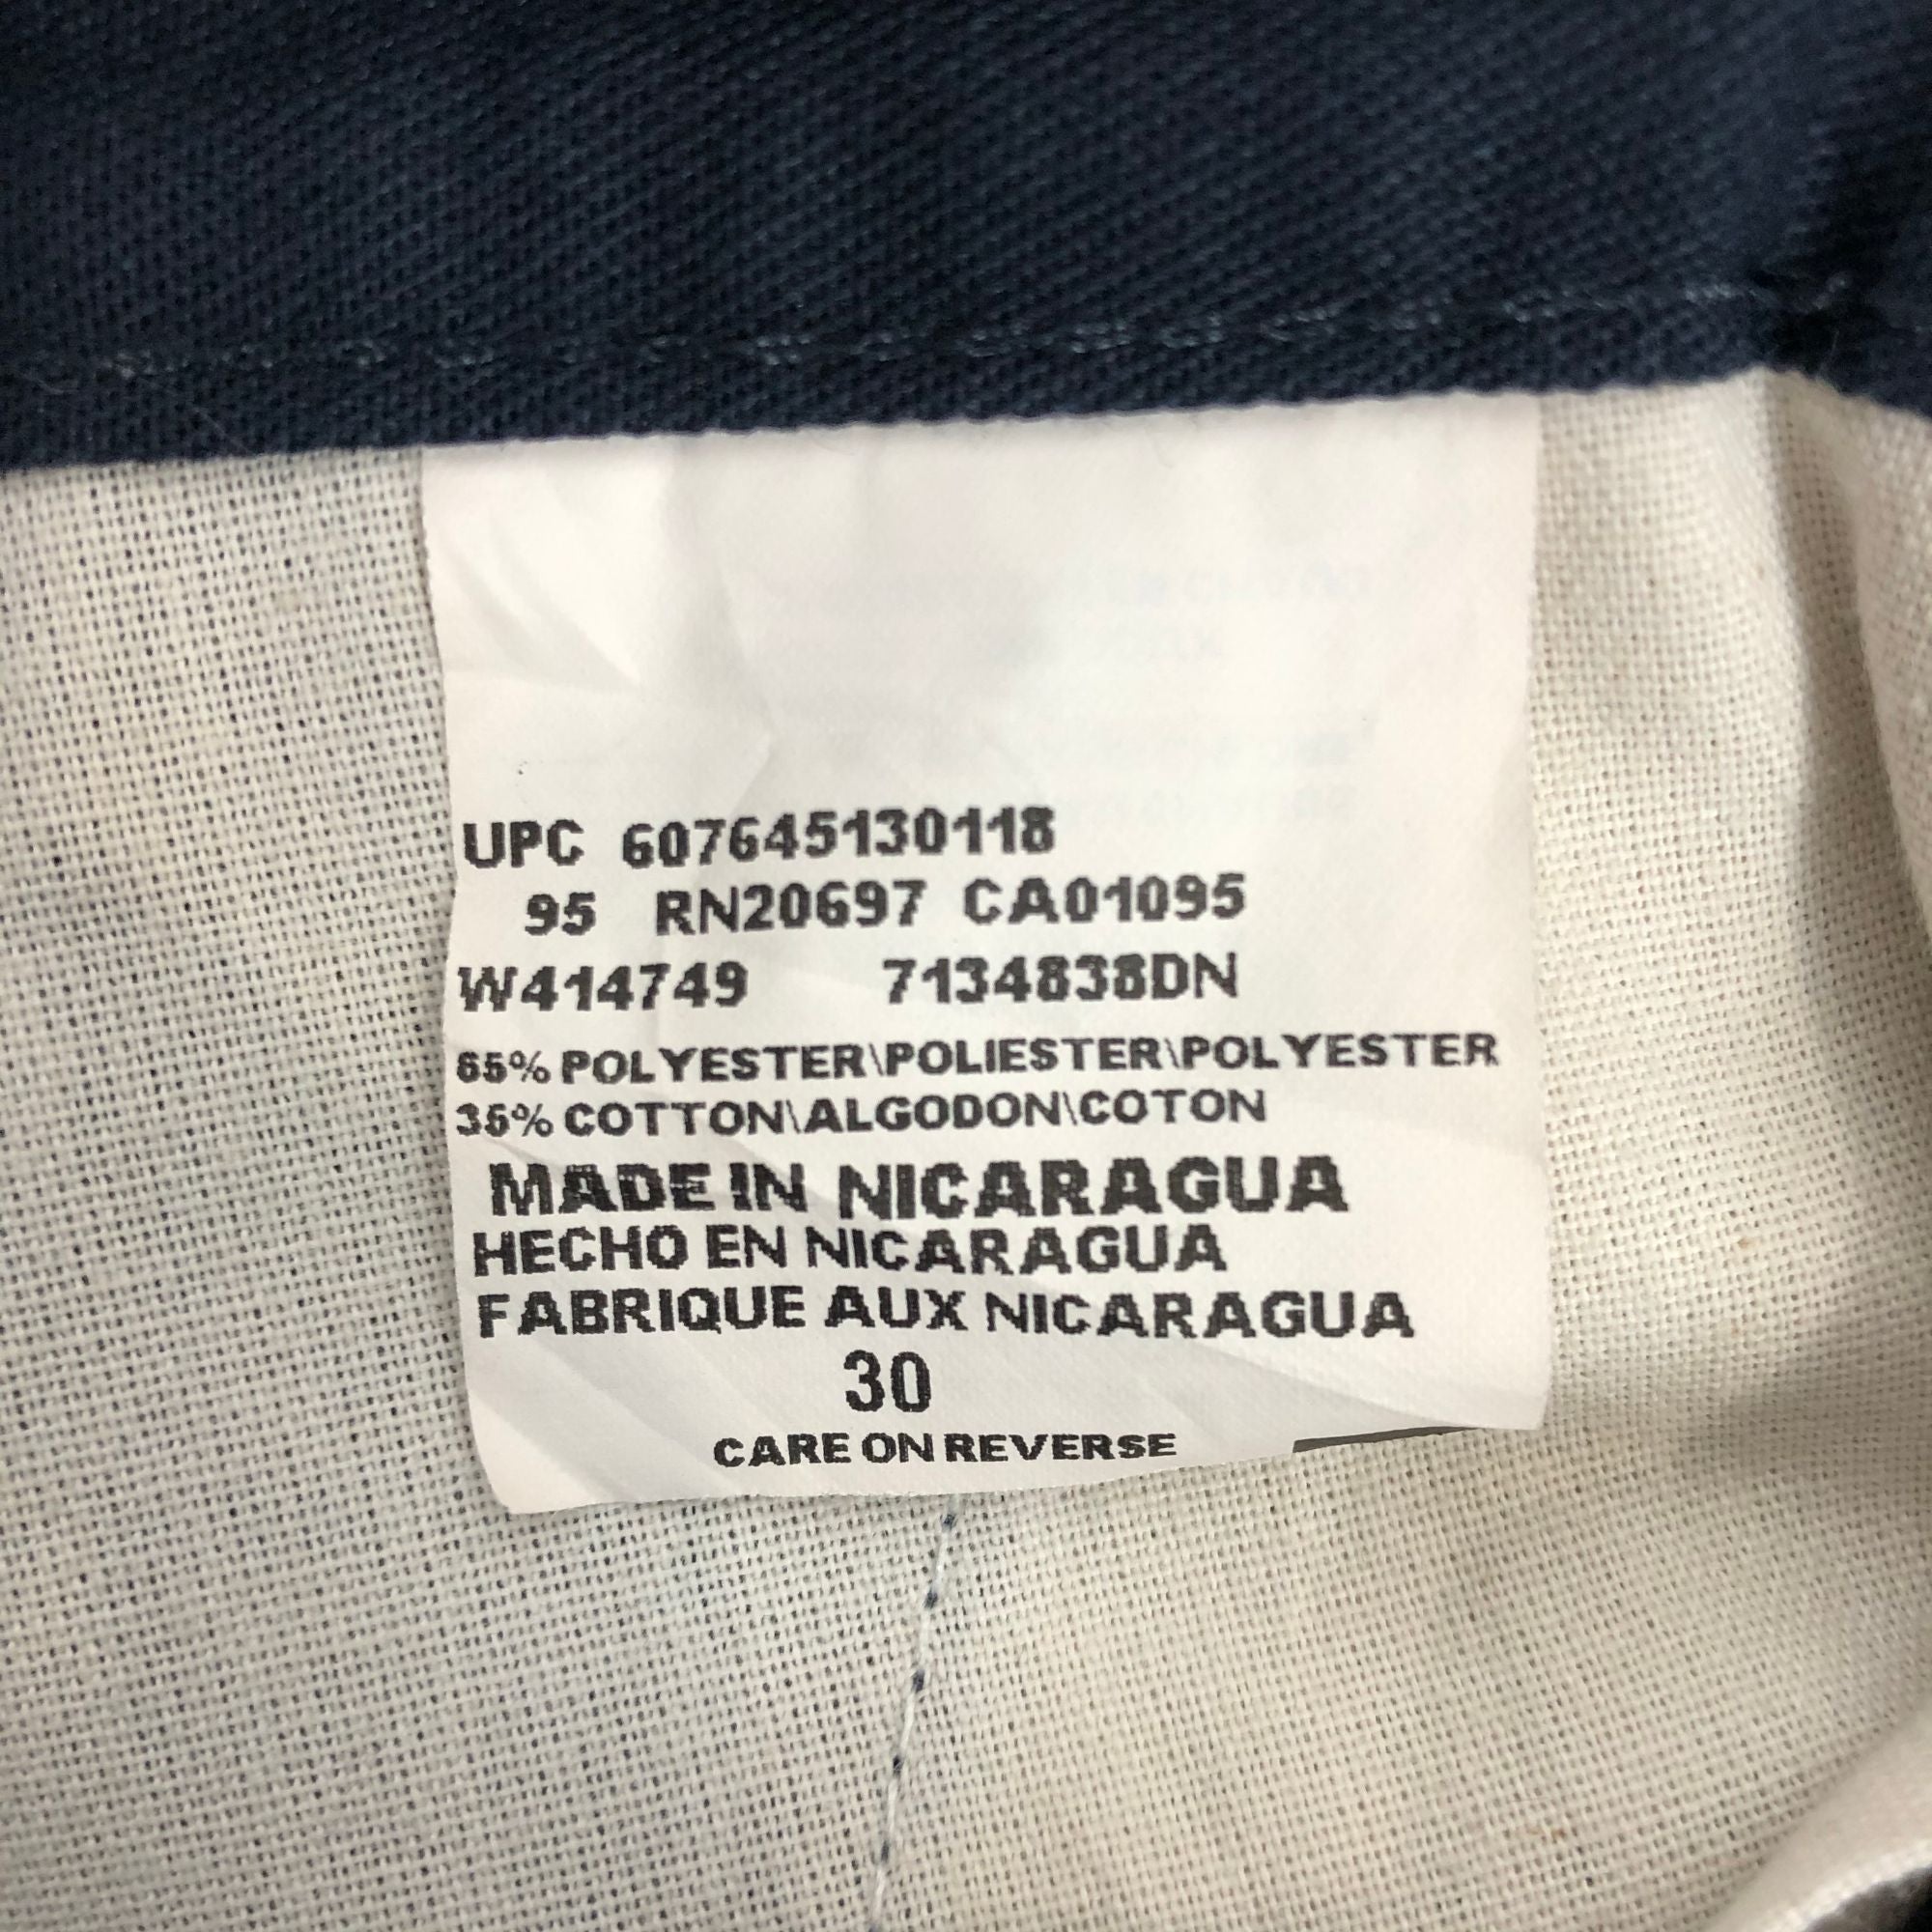 UPC 607645130118
95 RN20697 CA01095
W414749 7134838DN
65% POLYESTER\POLIESTER\POLYESTER
35% COTTON\ALGODON\COTON
MADE IN NICARAGUA
HECHO EN NICARAGUA
FABRIQUE AUX NICARAGUA
30
CARE ON REVERSE